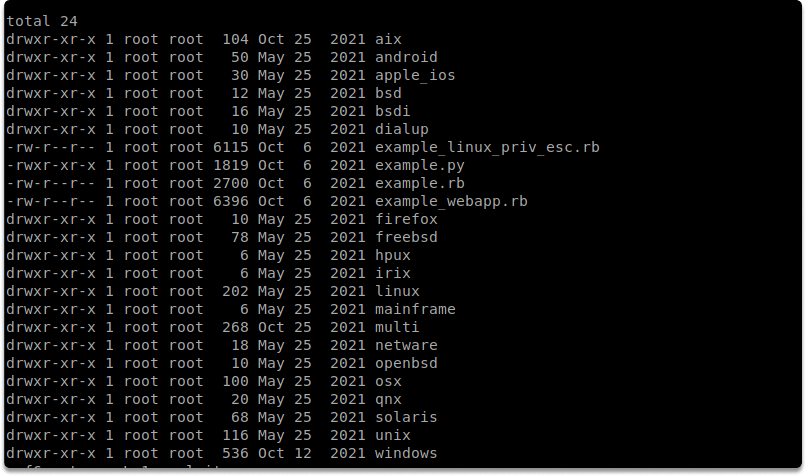 total 24
drwxr-xr-x 1 root root  104 Oct 25  2021 aix
drwxr-xr-x 1 root root   50 May 25  2021 android
drwxr-xr-x 1 root root   30 May 25  2021 apple_ios
drwxr-xr-x 1 root root   12 May 25  2021 bsd
drwxr-xr-x 1 root root   16 May 25  2021 bsdi
drwxr-xr-x 1 root root   10 May 25  2021 dialup
-rw-r--r-- 1 root root 6115 Oct  6  2021 example_linux_priv_esc.rb
-rwxr-xr-x 1 root root 1819 Oct  6  2021 example.py
-rw-r--r-- 1 root root 2700 Oct  6  2021 example.rb
-rw-r--r-- 1 root root 6396 Oct  6  2021 example_webapp.rb
drwxr-xr-x 1 root root   10 May 25  2021 firefox
drwxr-xr-x 1 root root   78 May 25  2021 freebsd
drwxr-xr-x 1 root root    6 May 25  2021 hpux
drwxr-xr-x 1 root root    6 May 25  2021 irix
drwxr-xr-x 1 root root  202 May 25  2021 linux
drwxr-xr-x 1 root root    6 May 25  2021 mainframe
drwxr-xr-x 1 root root  268 Oct 25  2021 multi
drwxr-xr-x 1 root root   18 May 25  2021 netware
drwxr-xr-x 1 root root   10 May 25  2021 openbsd
drwxr-xr-x 1 root root  100 May 25  2021 osx
drwxr-xr-x 1 root root   20 May 25  2021 qnx
drwxr-xr-x 1 root root   68 May 25  2021 solaris
drwxr-xr-x 1 root root  116 May 25  2021 unix
drwxr-xr-x 1 root root  536 Oct 12  2021 windows